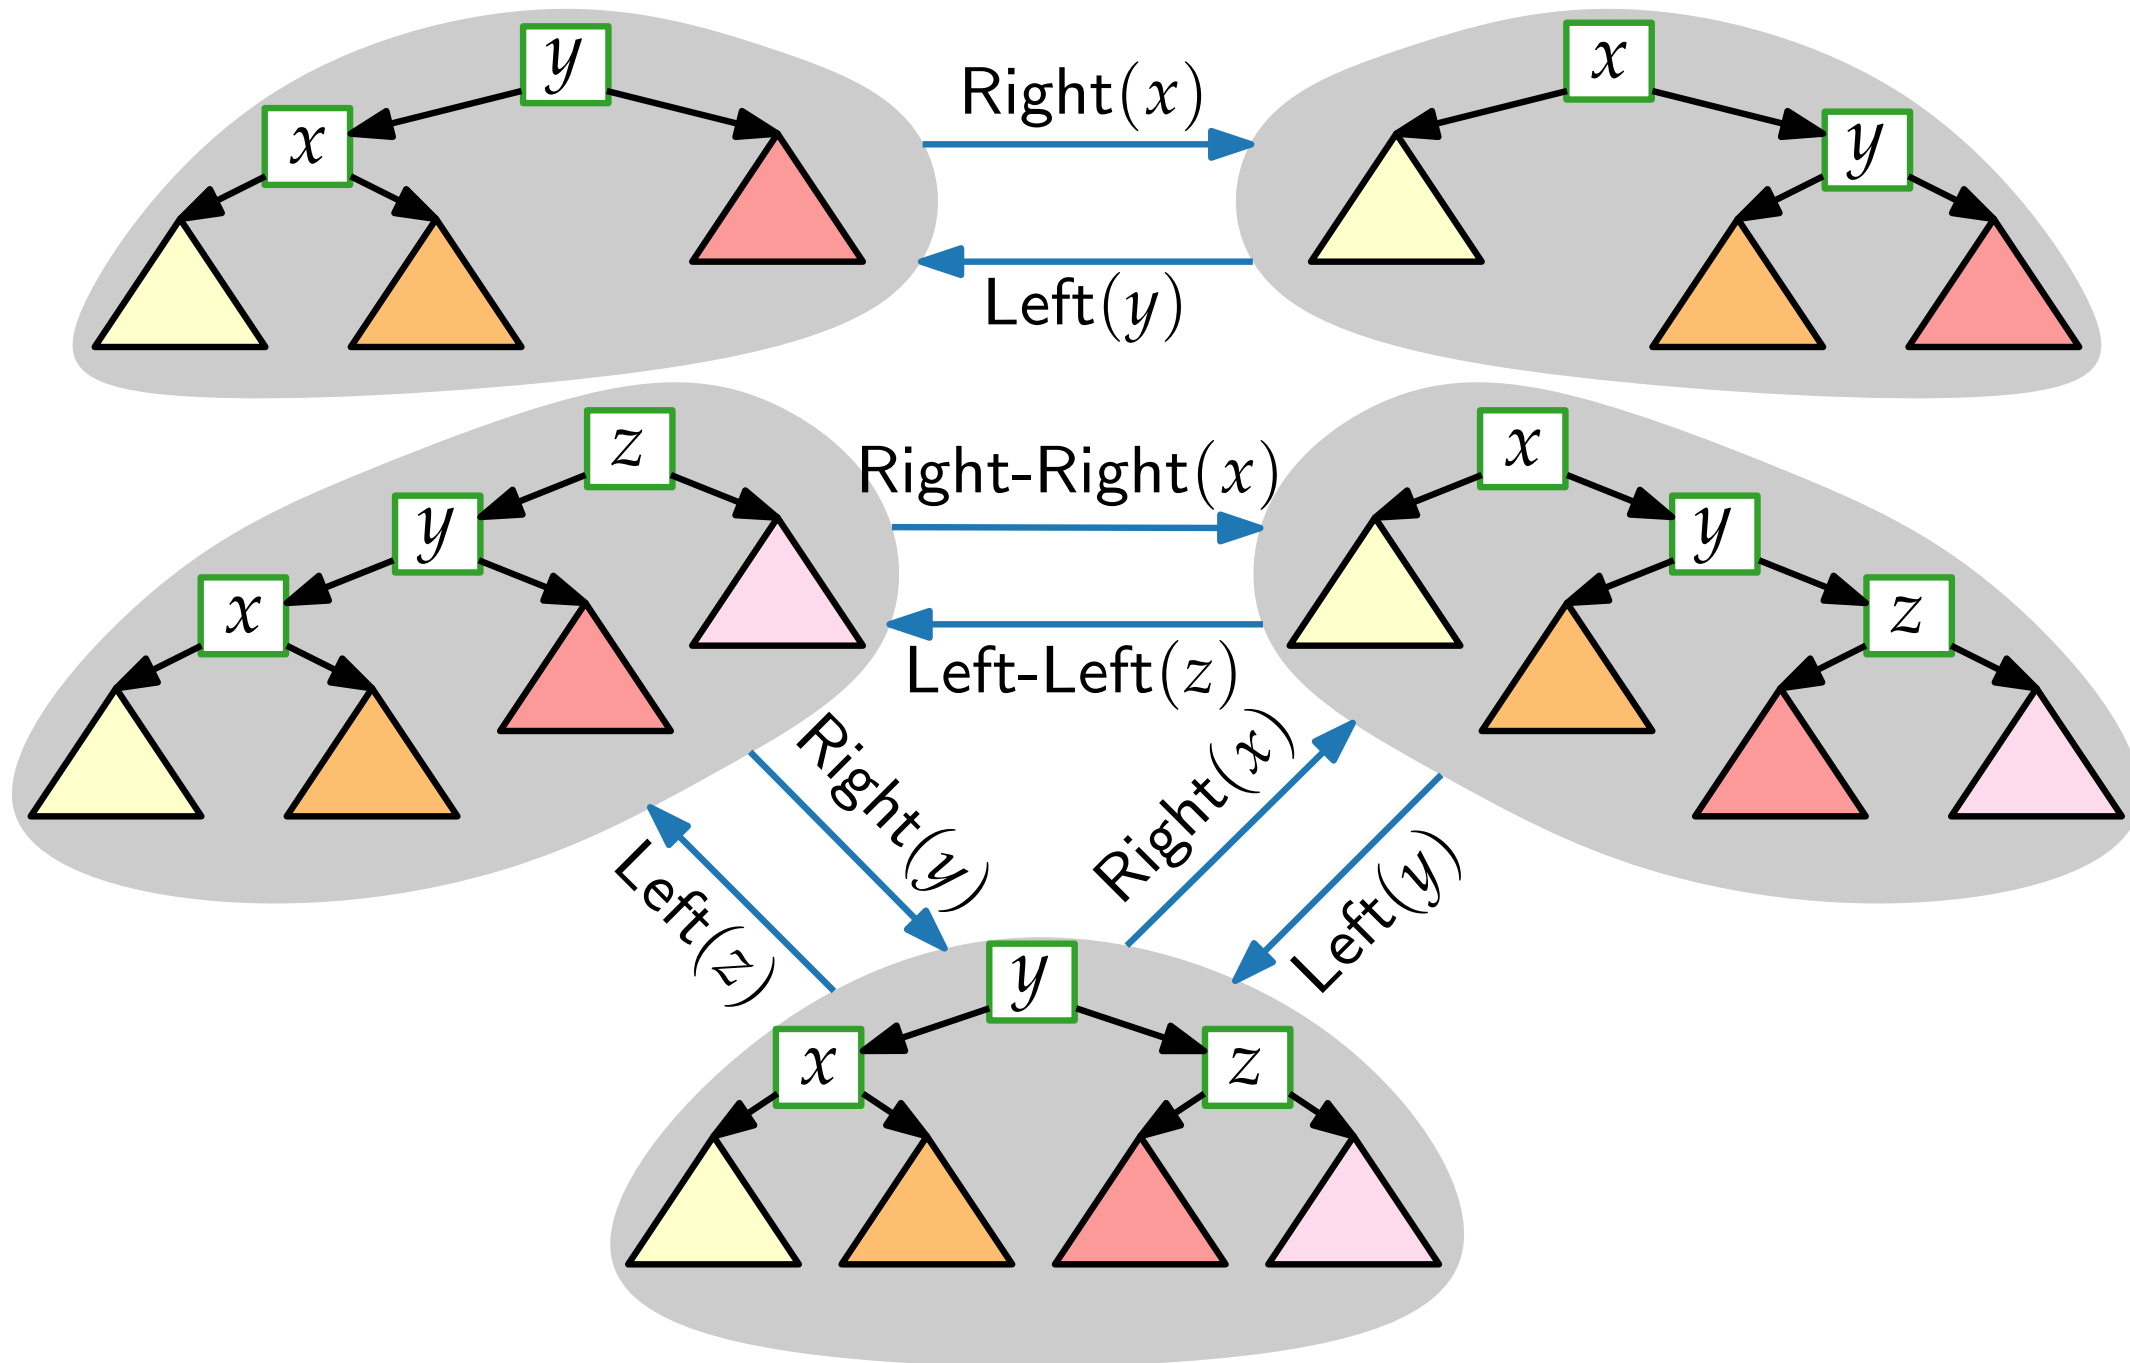 y
x
Right(x)
Left(y)
x
y
z
y
x
Right-Right(x)
Left-Left(z)
x
y
z
Right(y)
Left(z)
Right(x)
Left(y)
y
x
z